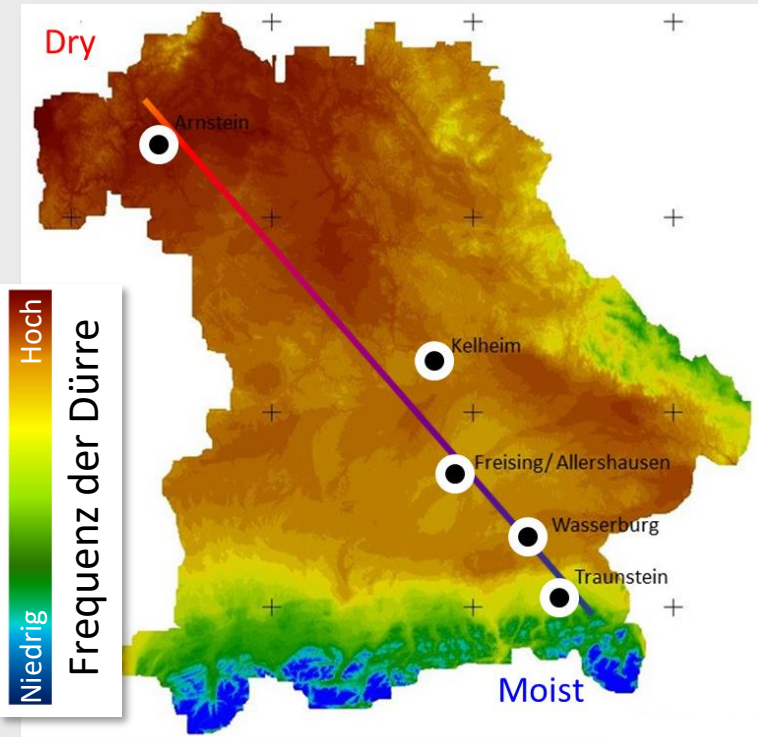 Dry
Arnstein
Kelheim
Freising/Allershausen
Wasserburg
Traunstein
Moist
Hoch
Niedrig
Frequenz der Dürre